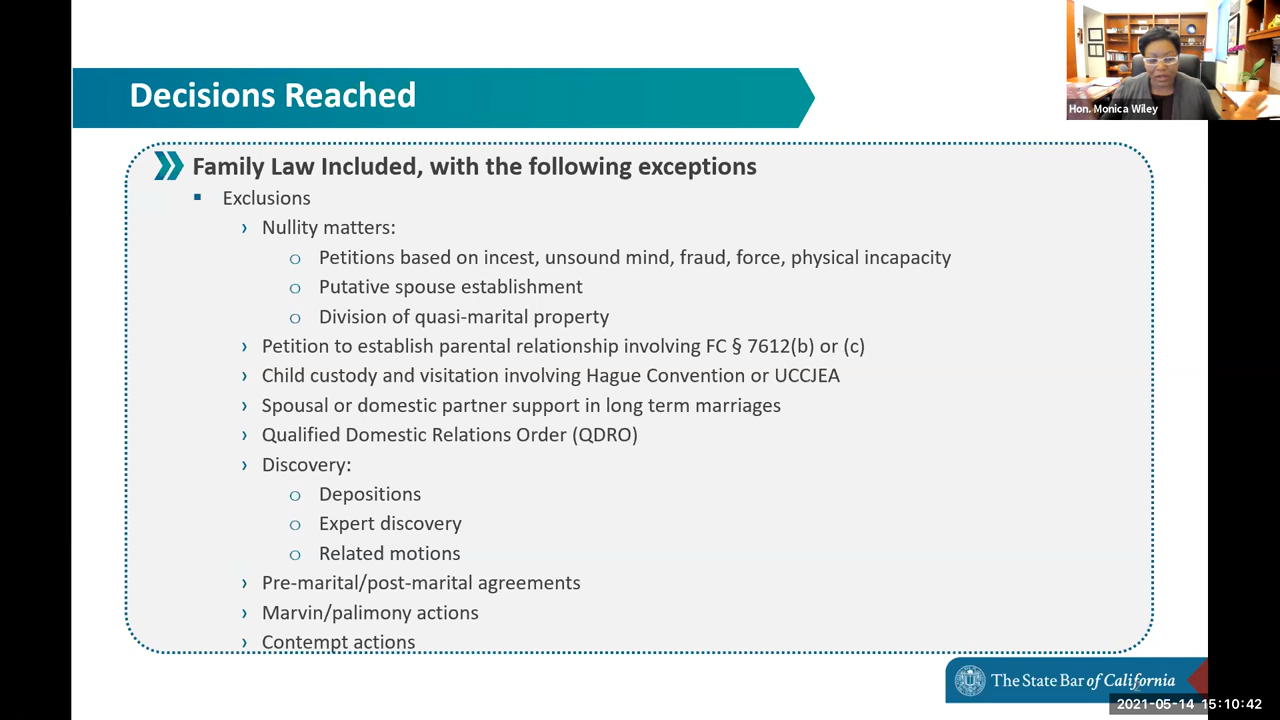 Decisions Reached
Hon. Monica Wiley
Family Law Included, with the following exceptions
Exclusions
Nullity matters:
Petitions based on incest, unsound mind, fraud, force, physical incapacity
Putative spouse establishment
Division of quasi-marital property
Petition to establish parental relationship involving FC § 7612(b) or (c)
Child custody and visitation involving Hague Convention or UCCJEA
Spousal or domestic partner support in long term marriages
Qualified Domestic Relations Order (QDRO)
Discovery:
Depositions
Expert discovery
Related motions
Pre-marital/post-marital agreements
Marvin/palimony actions
Contempt actions
The State Bar of California
2021-05-14 15:10:42